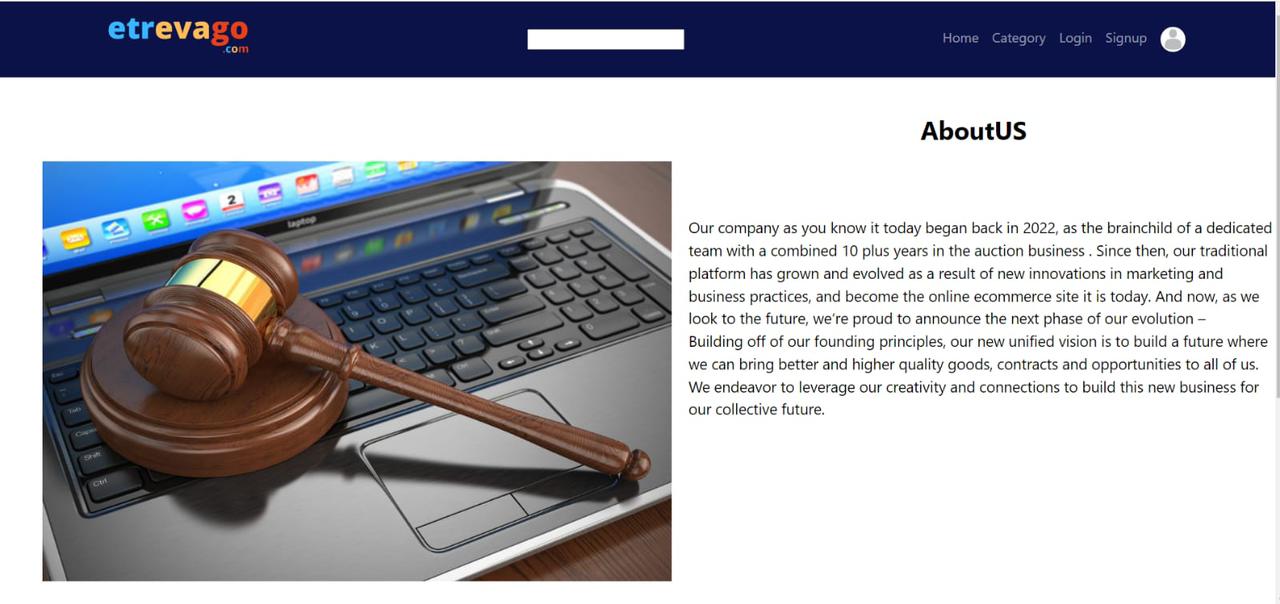 etrevago
.com
Home Category Login Signup
AboutUS
2
laptop
Our company as you know it today began back in 2022, as the brainchild of a dedicated
team with a combined 10 plus years in the auction business . Since then, our traditional
platform has grown and evolved as a result of new innovations in marketing and
business practices, and become the online ecommerce site it is today. And now, as we
look to the future, we’re proud to announce the next phase of our evolution –
Building off of our founding principles, our new unified vision is to build a future where
we can bring better and higher quality goods, contracts and opportunities to all of us.
We endeavor to leverage our creativity and connections to build this new business for
our collective future.
Tab
Shift
Ctrl